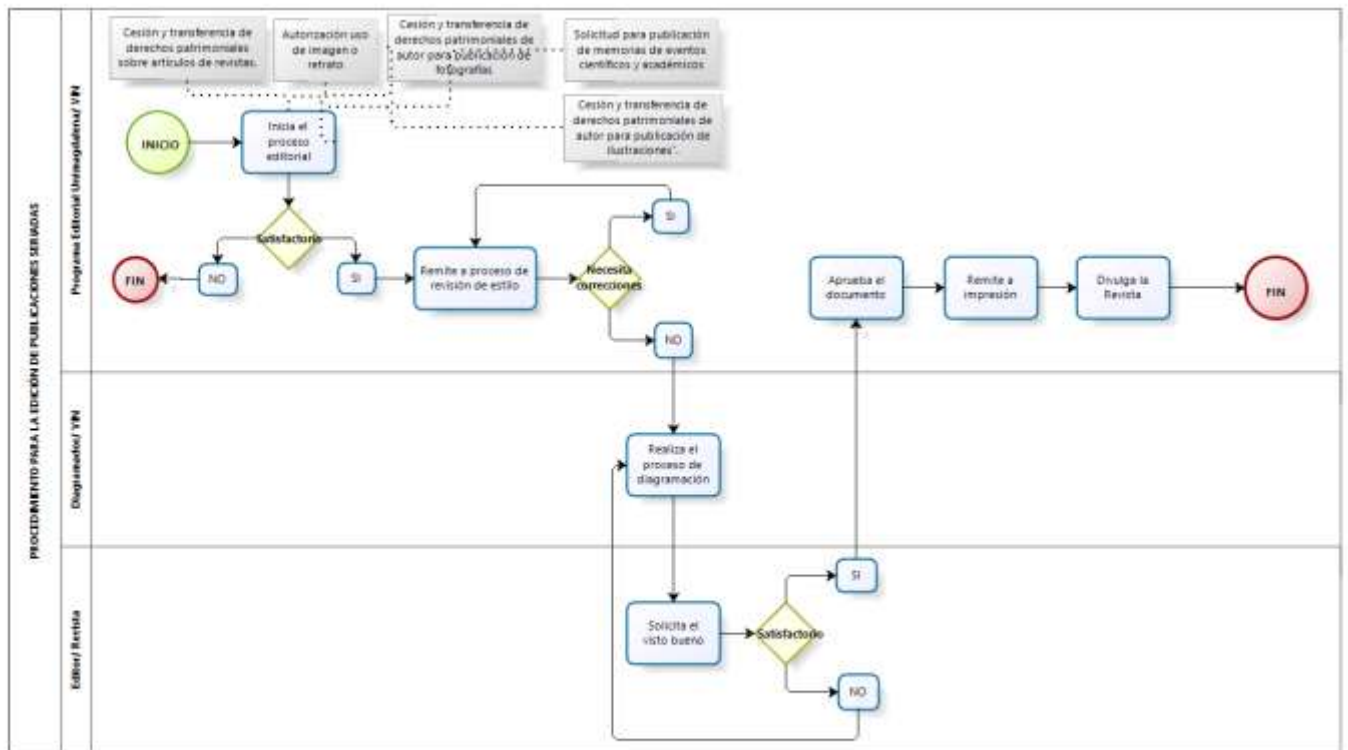 PROCEDIMIENTO PARA LA EDICIÓN DE PUBLICACIONES SERIADAS
Programa Editorial Unimagdalena/ VIN
Cesión y transferencia de
derechos patrimoniales
sobre artículos de revistas.
Autorización uso
de imagen o
retrato
Cesión y transferencia de
derechos patrimoniales de
autor para publicación de
fotografías
Solicitud para publicación
de memorias de eventos
científicos y académicos
Cesión y transferencia de
derechos patrimoniales de
autor para publicación de
ilustraciones".
INICIO
Inicia el
proceso
editorial
Satisfactorio
NO
FIN
SI
Remite a proceso de
revisión de estilo
Necesita
correcciones
SI
NO
Aprueba el
documento
Remite a
impresión
Divulga la
Revista
FIN
Diagramador/ VIN
Realiza el
proceso de
diagramación
Editor/ Revista
Solicita el
visto bueno
Satisfactorio
SI
NO